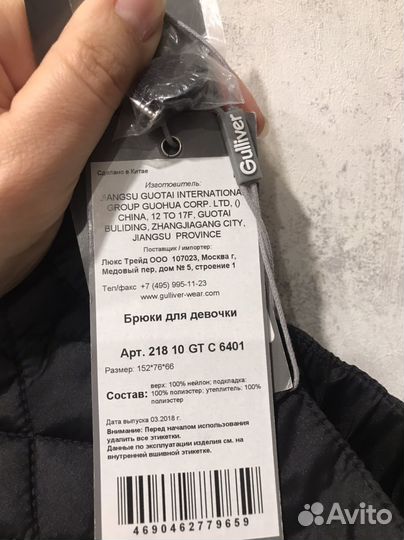 Gulliver
Сделано в Китае
Изготовитель:
JIANGSU GUOTAI INTERNATIONA
GROUP GUOHUA CORP. LTD, ()
CHINA, 12 TO 17F, GUOTAI
BULIDING, ZHANGJIAGANG CITY,
JIANGSU PROVINCE
Поставщик / импортер:
Люкс Трейд ООО 107023, Москва г,
Медовый пер, дом № 5, строение 1
Тел/факс +7 (495) 995-11-23
www.gulliver-wear.com
Брюки для девочки
Арт. 218 10 GT C 6401
Размер: 152*76*66
Состав: верх: 100% нейлон; подкладка:
100% полиэстер; утеплитель: 100%
полиэстер
Дата выпуска 03.2018 г.
Внимание: Перед началом использования
удалить все этикетки.
Данные по эксплуатации изделия см. на
внутренней вшивной этикетке.
4690462779659
Avito